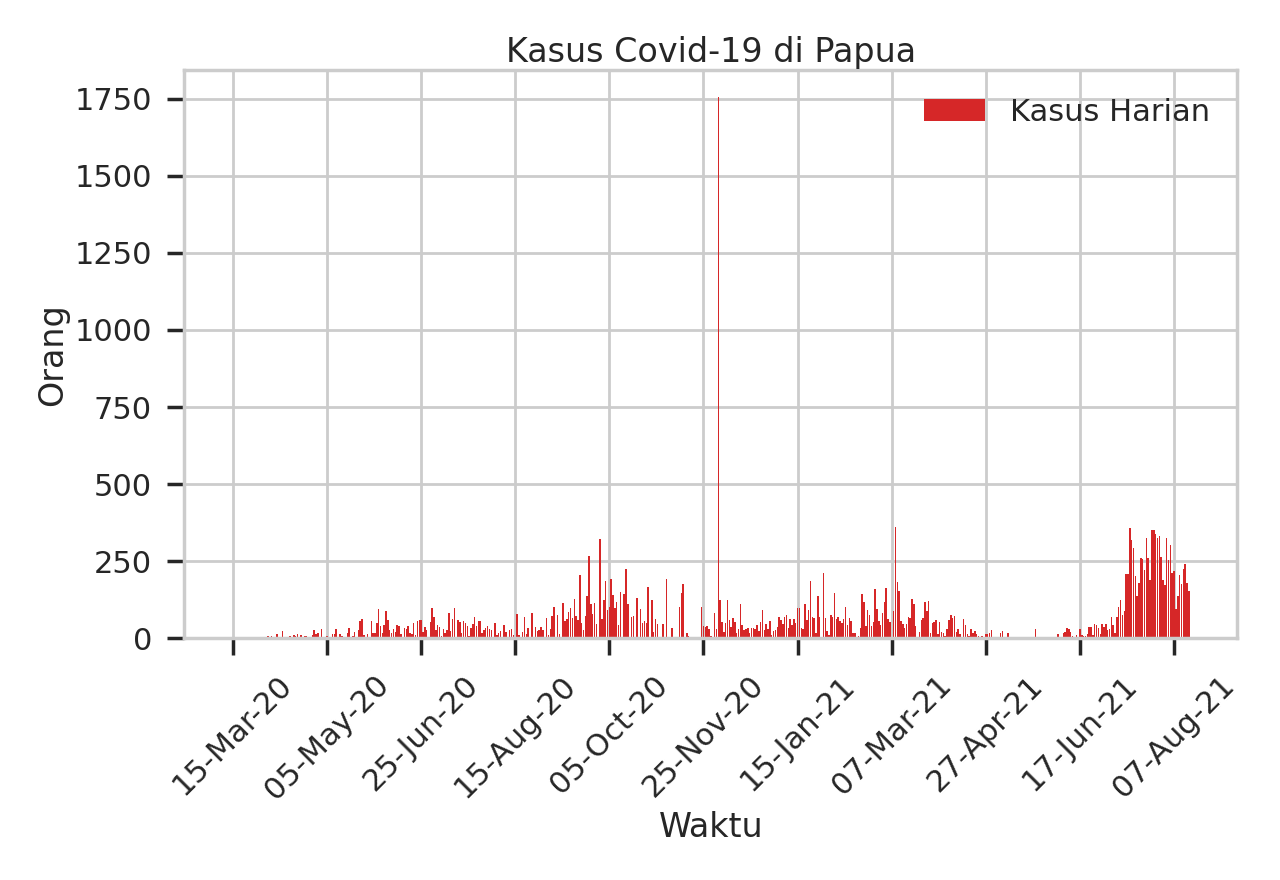 Kasus Covid-19 di Papua
Kasus Harian
Orang
1750
1500
1250
1000
750
500
250
0
15-Mar-20
05-May-20
25-Jun-20
15-Aug-20
05-Oct-20
25-Nov-20
15-Jan-21
07-Mar-21
27-Apr-21
17-Jun-21
07-Aug-21
Waktu